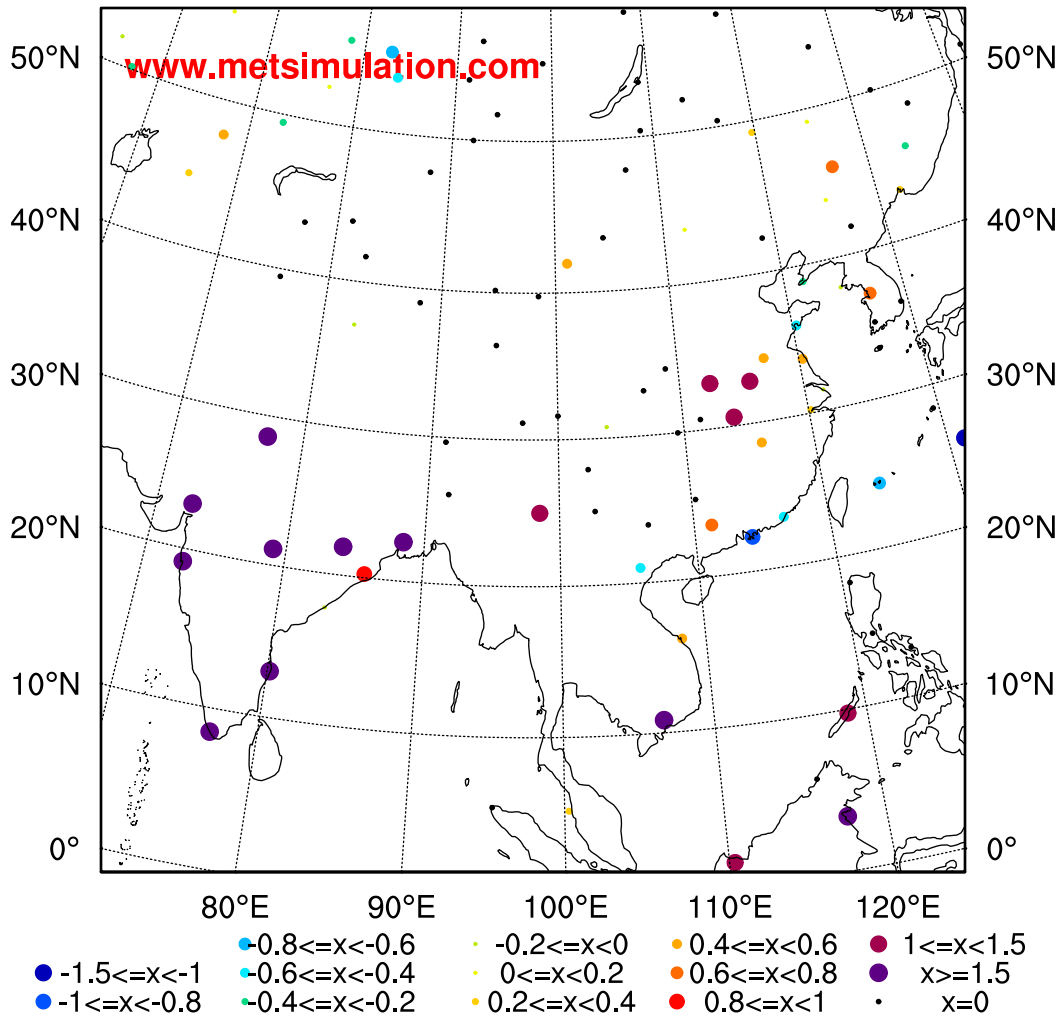 50°N 50°N
www.metsimulation.com
40°N 40°N
30°N 30°N
20°N 20°N
10°N 10°N
0° 0°
80°E 90°E 100°E 110°E 120°E
-0.8<=x<-0.6 -0.2<=x<0 0.4<=x<0.6 1<=x<1.5
-1.5<=x<-1 -0.6<=x<-0.4 0<=x<0.2 0.6<=x<0.8 x>=1.5
-1<=x<-0.8 -0.4<=x<-0.2 0.2<=x<0.4 0.8<=x<1 x=0